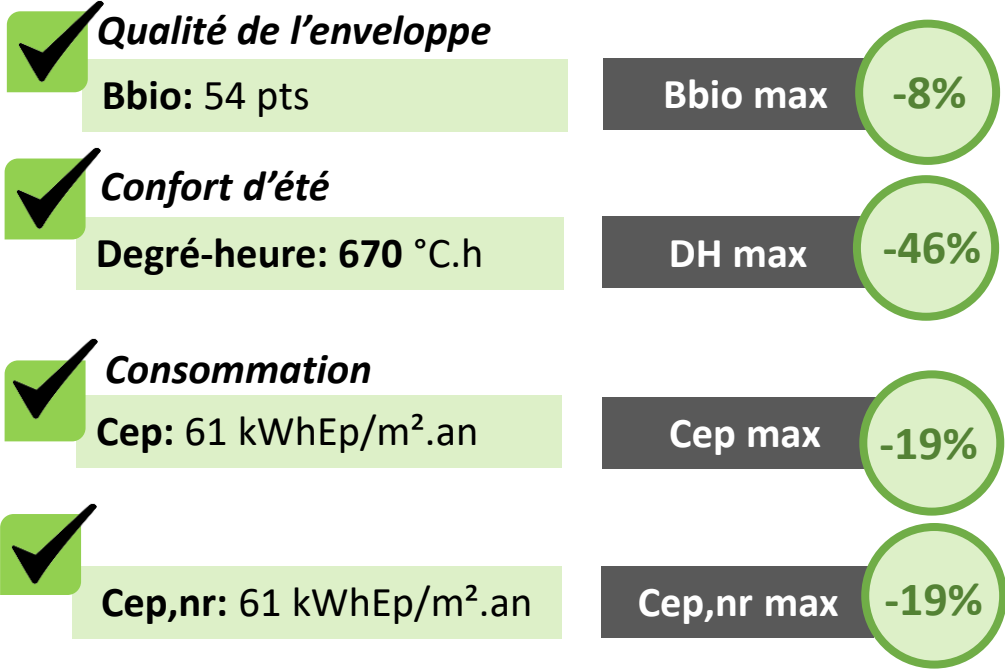 Qualité de l’enveloppe
Bbio: 54 pts
Bbio max
-8%
Confort d’été
Degré-heure: 670 °C.h
DH max
-46%
Consommation
Cep: 61 kWhEp/m².an
Cep max
-19%
Cep,nr: 61 kWhEp/m².an
Cep,nr max
-19%